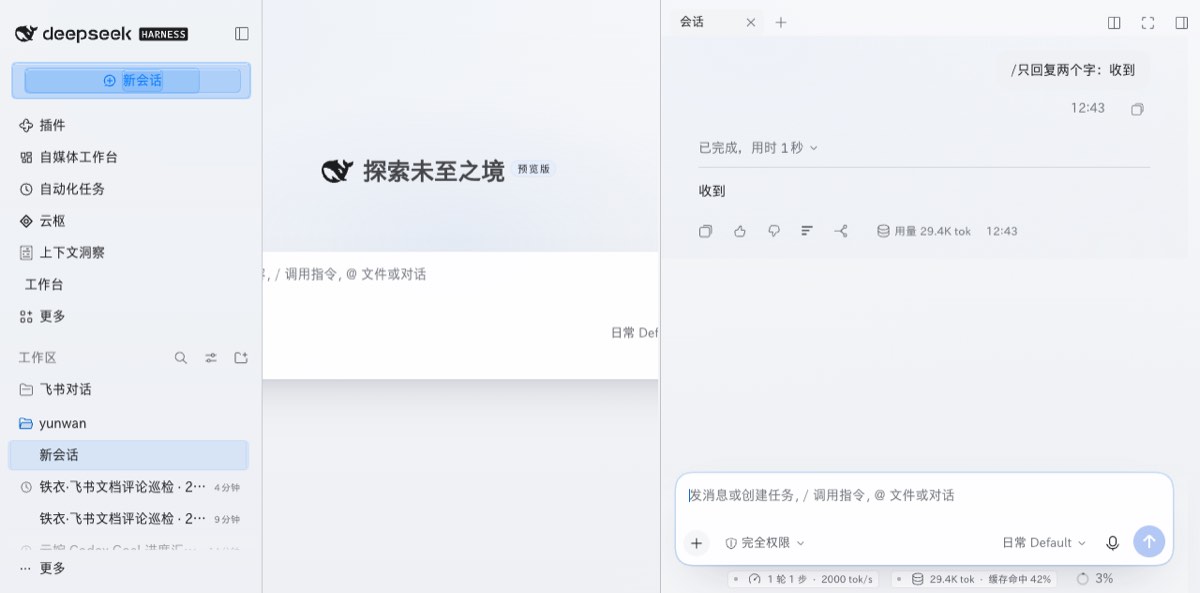 deepseek HARNESS
新会话
插件
自媒体工作台
自动化任务
云枢
上下文洞察
工作台
更多
工作区
飞书对话
yunwan
新会话
铁衣·飞书文档评论巡检 · 2… 4分钟
铁衣·飞书文档评论巡检 · 2… 9分钟
… 更多
探索未至之境 预览版
, / 调用指令, @ 文件或对话
日常 Def
会话
/只回复两个字：收到
12:43
已完成，用时 1 秒
收到
用量 29.4K tok 12:43
发消息或创建任务, / 调用指令, @ 文件或对话
完全权限
日常 Default
1 轮 1 步 · 2000 tok/s
29.4K tok · 缓存命中 42%
3%